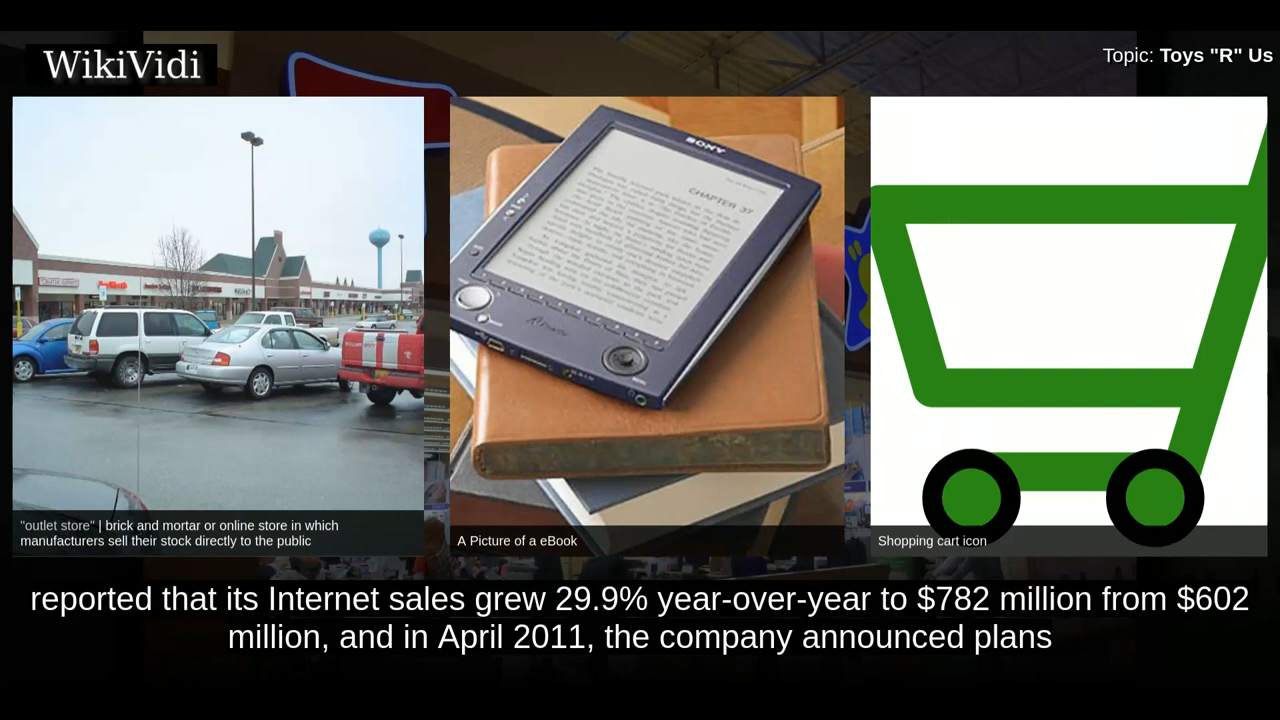 WikiVidi
Topic: Toys "R" Us
SONY
CHAPTER 37
"outlet store" | brick and mortar or online store in which
manufacturers sell their stock directly to the public
A Picture of a eBook
Shopping cart icon
reported that its Internet sales grew 29.9% year-over-year to $782 million from $602
million, and in April 2011, the company announced plans